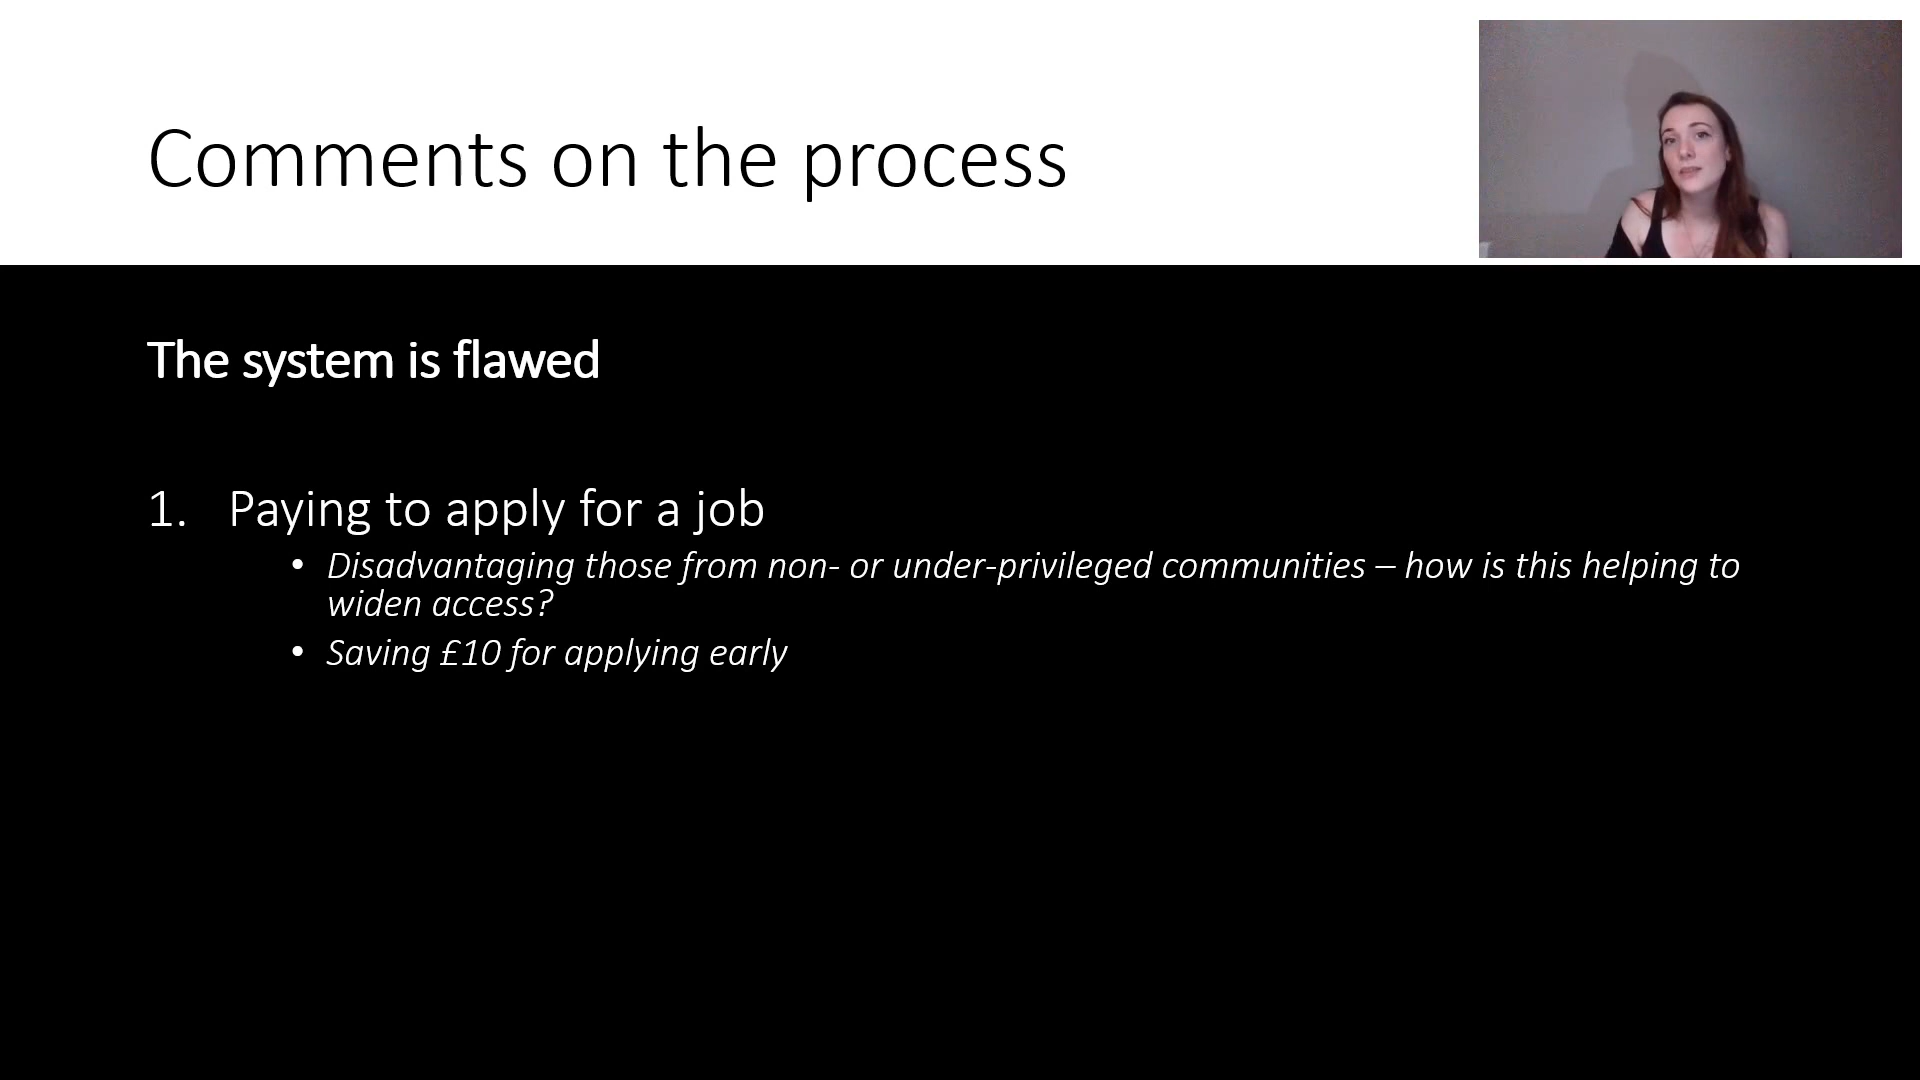 Comments on the process
The system is flawed
1. Paying to apply for a job
• Disadvantaging those from non- or under-privileged communities – how is this helping to
widen access?
• Saving £10 for applying early